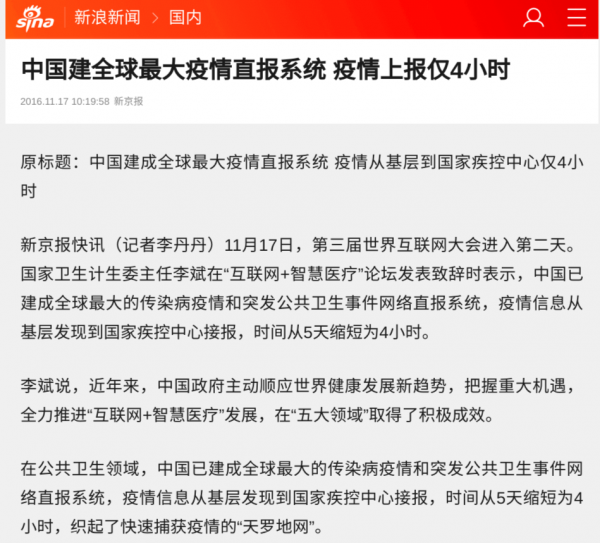 sina 新浪新闻 > 国内
中国建全球最大疫情直报系统 疫情上报仅4小时
2016.11.17 10:19:58 新京报
原标题：中国建成全球最大疫情直报系统 疫情从基层到国家疾控中心仅4小
时
新京报快讯（记者李丹丹）11月17日，第三届世界互联网大会进入第二天。
国家卫生计生委主任李斌在“互联网+智慧医疗”论坛发表致辞时表示，中国已
建成全球最大的传染病疫情和突发公共卫生事件网络直报系统，疫情信息从
基层发现到国家疾控中心接报，时间从5天缩短为4小时。
李斌说，近年来，中国政府主动顺应世界健康发展新趋势，把握重大机遇，
全力推进“互联网+智慧医疗”发展，在“五大领域”取得了积极成效。
在公共卫生领域，中国已建成全球最大的传染病疫情和突发公共卫生事件网
络直报系统，疫情信息从基层发现到国家疾控中心接报，时间从5天缩短为4
小时，织起了快速捕获疫情的“天罗地网”。